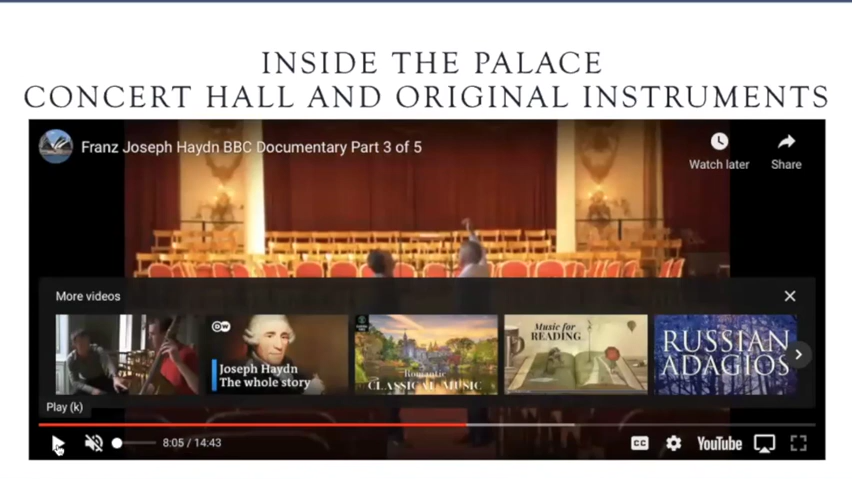 INSIDE THE PALACE
CONCERT HALL AND ORIGINAL INSTRUMENTS
Franz Joseph Haydn BBC Documentary Part 3 of 5
Watch later
Share
More videos
DW
Joseph Haydn
The whole story
Romantic
CLASSICAL MUSIC
Music for
READING
RUSSIAN
ADAGIOS
Play (k)
8:05 / 14:43
CC
YouTube